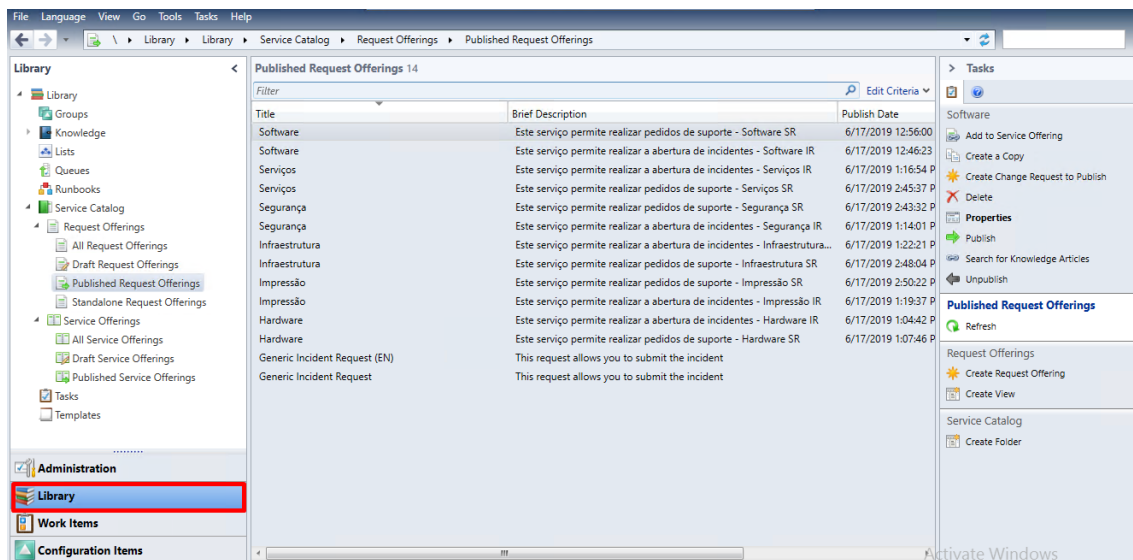 File Language View Go Tools Tasks Help
\ Library Library Service Catalog Request Offerings Published Request Offerings
Library
Library
Groups
Knowledge
Lists
Queues
Runbooks
Service Catalog
Request Offerings
All Request Offerings
Draft Request Offerings
Published Request Offerings
Standalone Request Offerings
Service Offerings
All Service Offerings
Draft Service Offerings
Published Service Offerings
Tasks
Templates
Administration
Library
Work Items
Configuration Items
Published Request Offerings 14
Filter Edit Criteria
Title Brief Description Publish Date
Software Este serviço permite realizar pedidos de suporte - Software SR 6/17/2019 12:56:00
Software Este serviço permite realizar a abertura de incidentes - Software IR 6/17/2019 12:46:23
Serviços Este serviço permite realizar a abertura de incidentes - Serviços IR 6/17/2019 1:16:54 P
Serviços Este serviço permite realizar pedidos de suporte - Serviços SR 6/17/2019 2:45:37 P
Segurança Este serviço permite realizar pedidos de suporte - Segurança SR 6/17/2019 2:43:32 P
Segurança Este serviço permite realizar a abertura de incidentes - Segurança IR 6/17/2019 1:14:01 P
Infraestrutura Este serviço permite realizar a abertura de incidentes - Infraestrutura... 6/17/2019 1:22:21 P
Infraestrutura Este serviço permite realizar pedidos de suporte - Infraestrutura SR 6/17/2019 2:48:04 P
Impressão Este serviço permite realizar pedidos de suporte - Impressão SR 6/17/2019 2:50:22 P
Impressão Este serviço permite realizar a abertura de incidentes - Impressão IR 6/17/2019 1:19:37 P
Hardware Este serviço permite realizar a abertura de incidentes - Hardware IR 6/17/2019 1:04:42 P
Hardware Este serviço permite realizar pedidos de suporte - Hardware SR 6/17/2019 1:07:46 P
Generic Incident Request (EN) This request allows you to submit the incident
Generic Incident Request This request allows you to submit the incident
Tasks
Software
Add to Service Offering
Create a Copy
Create Change Request to Publish
Delete
Properties
Publish
Search for Knowledge Articles
Unpublish
Published Request Offerings
Refresh
Request Offerings
Create Request Offering
Create View
Service Catalog
Create Folder
Activate Windows